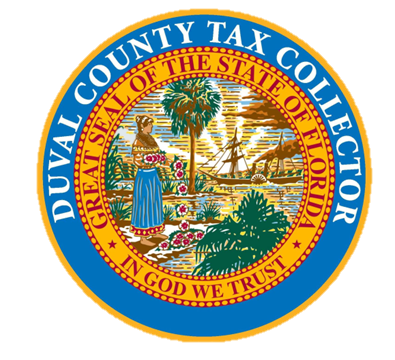 DUVAL COUNTY TAX COLLECTOR
GREAT SEAL OF THE STATE OF FLORIDA
IN GOD WE TRUST